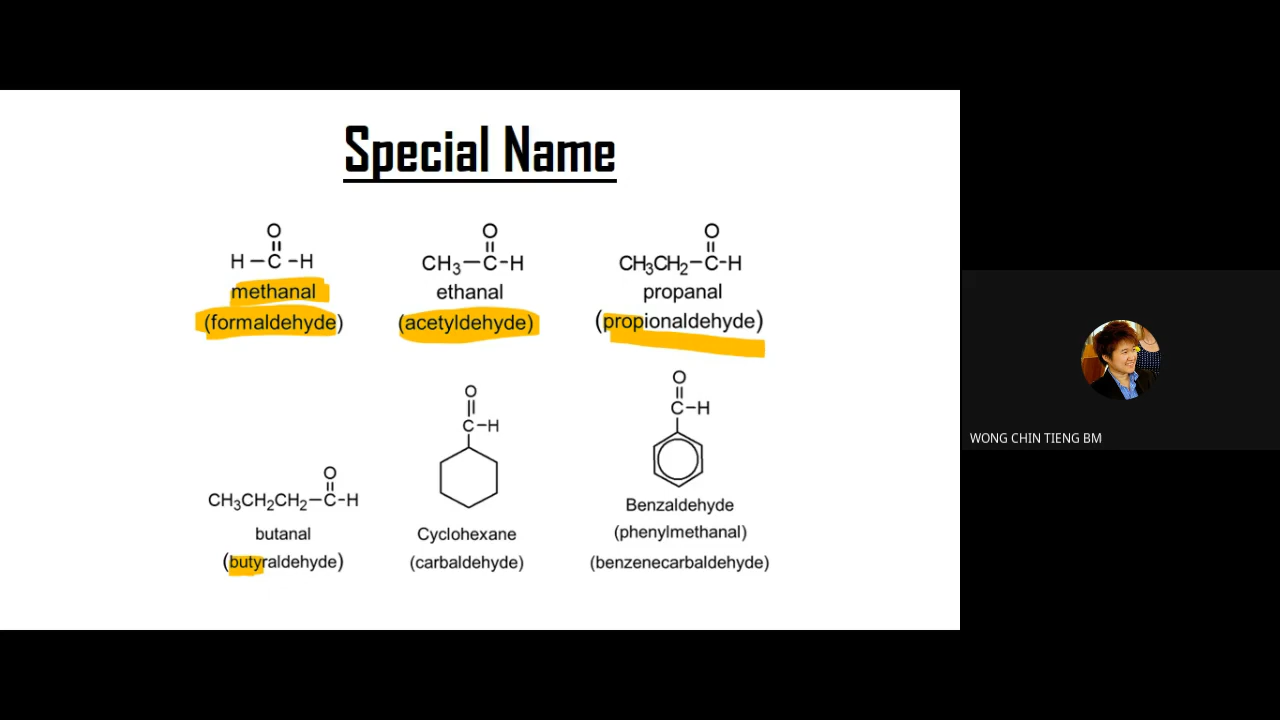 Special Name
O
H–C–H
methanal
(formaldehyde)
O
CH₃–C–H
ethanal
(acetyldehyde)
O
CH₃CH₂–C–H
propanal
(propionaldehyde)
O
CH₃CH₂CH₂–C–H
butanal
(butyraldehyde)
O
C–H
Cyclohexane
(carbaldehyde)
O
C–H
Benzaldehyde
(phenylmethanal)
(benzenecarbaldehyde)
WONG CHIN TIENG BM